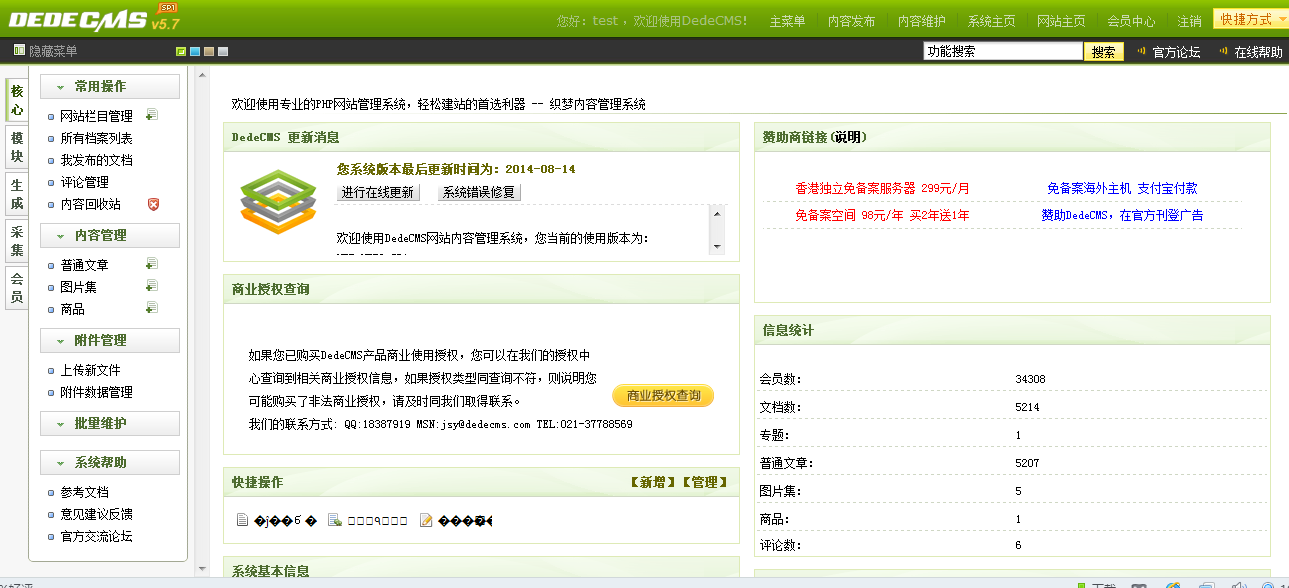 DEDECMS v5.7 SP1
您好：test ，欢迎使用DedeCMS! 主菜单 内容发布 内容维护 系统主页 网站主页 会员中心 注销 快捷方式
隐藏菜单 功能搜索 搜索 官方论坛 在线帮助
核心
模块
生成
采集
会员
常用操作
网站栏目管理
所有档案列表
我发布的文档
评论管理
内容回收站
内容管理
普通文章
图片集
商品
附件管理
上传新文件
附件数据管理
批量维护
系统帮助
参考文档
意见建议反馈
官方交流论坛
欢迎使用专业的PHP网站管理系统，轻松建站的首选利器 -- 织梦内容管理系统
DedeCMS 更新消息
您系统版本最后更新时间为：2014-08-14
进行在线更新 系统错误修复
欢迎使用DedeCMS网站内容管理系统，您当前的使用版本为：
商业授权查询
如果您已购买DedeCMS产品商业使用授权，您可以在我们的授权中
心查询到相关商业授权信息，如果授权类型同查询不符，则说明您
可能购买了非法商业授权，请及时同我们取得联系。
我们的联系方式: QQ:18387919 MSN:jsy@dedecms.com TEL:021-37788569
商业授权查询
快捷操作 【新增】【管理】
系统基本信息
赞助商链接(说明)
香港独立免备案服务器 299元/月 免备案海外主机 支付宝付款
免备案空间 98元/年 买2年送1年 赞助DedeCMS，在官方刊登广告
信息统计
会员数： 34308
文档数： 5214
专题： 1
普通文章： 5207
图片集： 5
商品： 1
评论数： 6